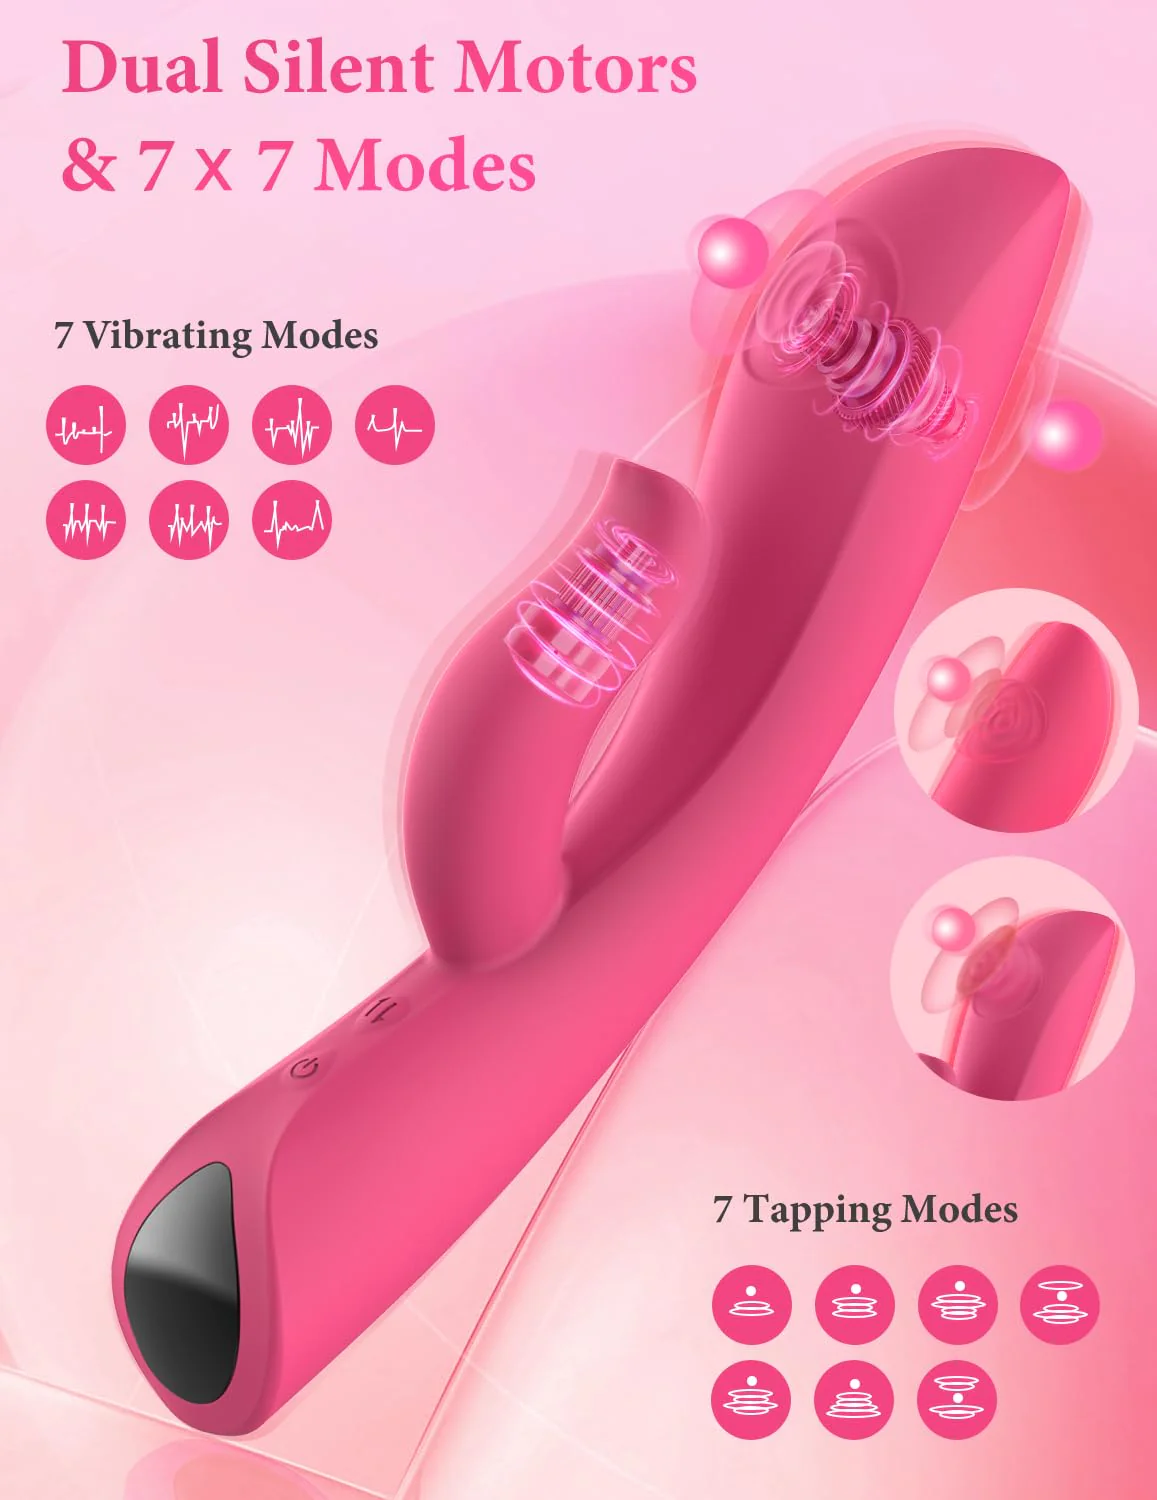 Dual Silent Motors
& 7 x 7 Modes
7 Vibrating Modes
7 Tapping Modes